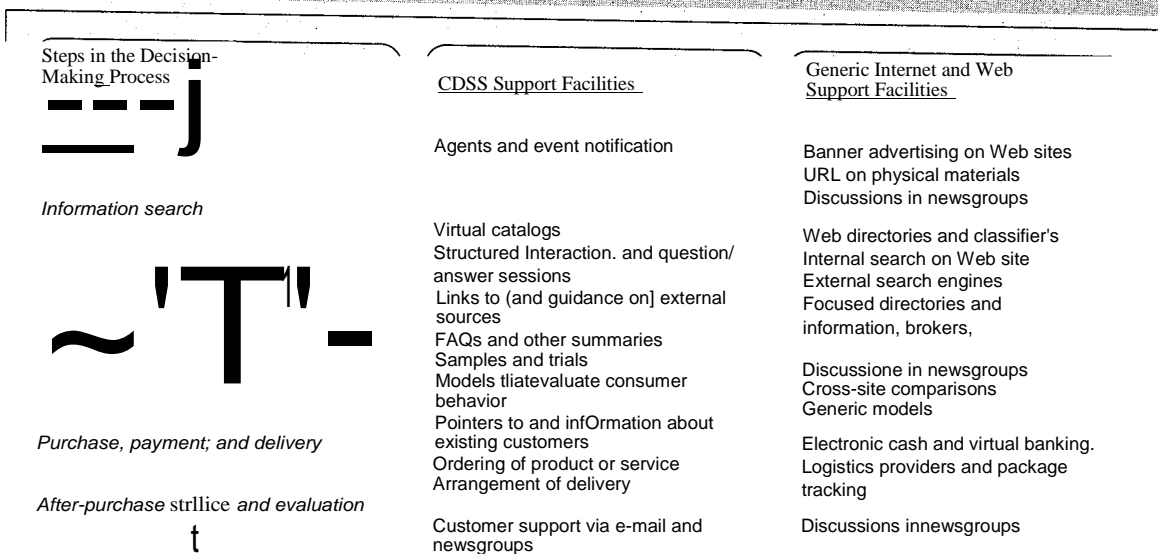 Steps in the Decision-
Making Process
---j
Information search
~'T'-
Purchase, payment; and delivery
After-purchase strllice and evaluation
t
CDSS Support Facilities
Agents and event notification
Virtual catalogs
Structured Interaction. and question/
answer sessions
Links to (and guidance on] external
sources
FAQs and other summaries
Samples and trials
Models tliatevaluate consumer
behavior
Pointers to and infOrmation about
existing customers
Ordering of product or service
Arrangement of delivery
Customer support via e-mail and
newsgroups
Generic Internet and Web
Support Facilities
Banner advertising on Web sites
URL on physical materials
Discussions in newsgroups
Web directories and classifier's
Internal search on Web site
External search engines
Focused directories and
information, brokers,
Discussione in newsgroups
Cross-site comparisons
Generic models
Electronic cash and virtual banking.
Logistics providers and package
tracking
Discussions innewsgroups